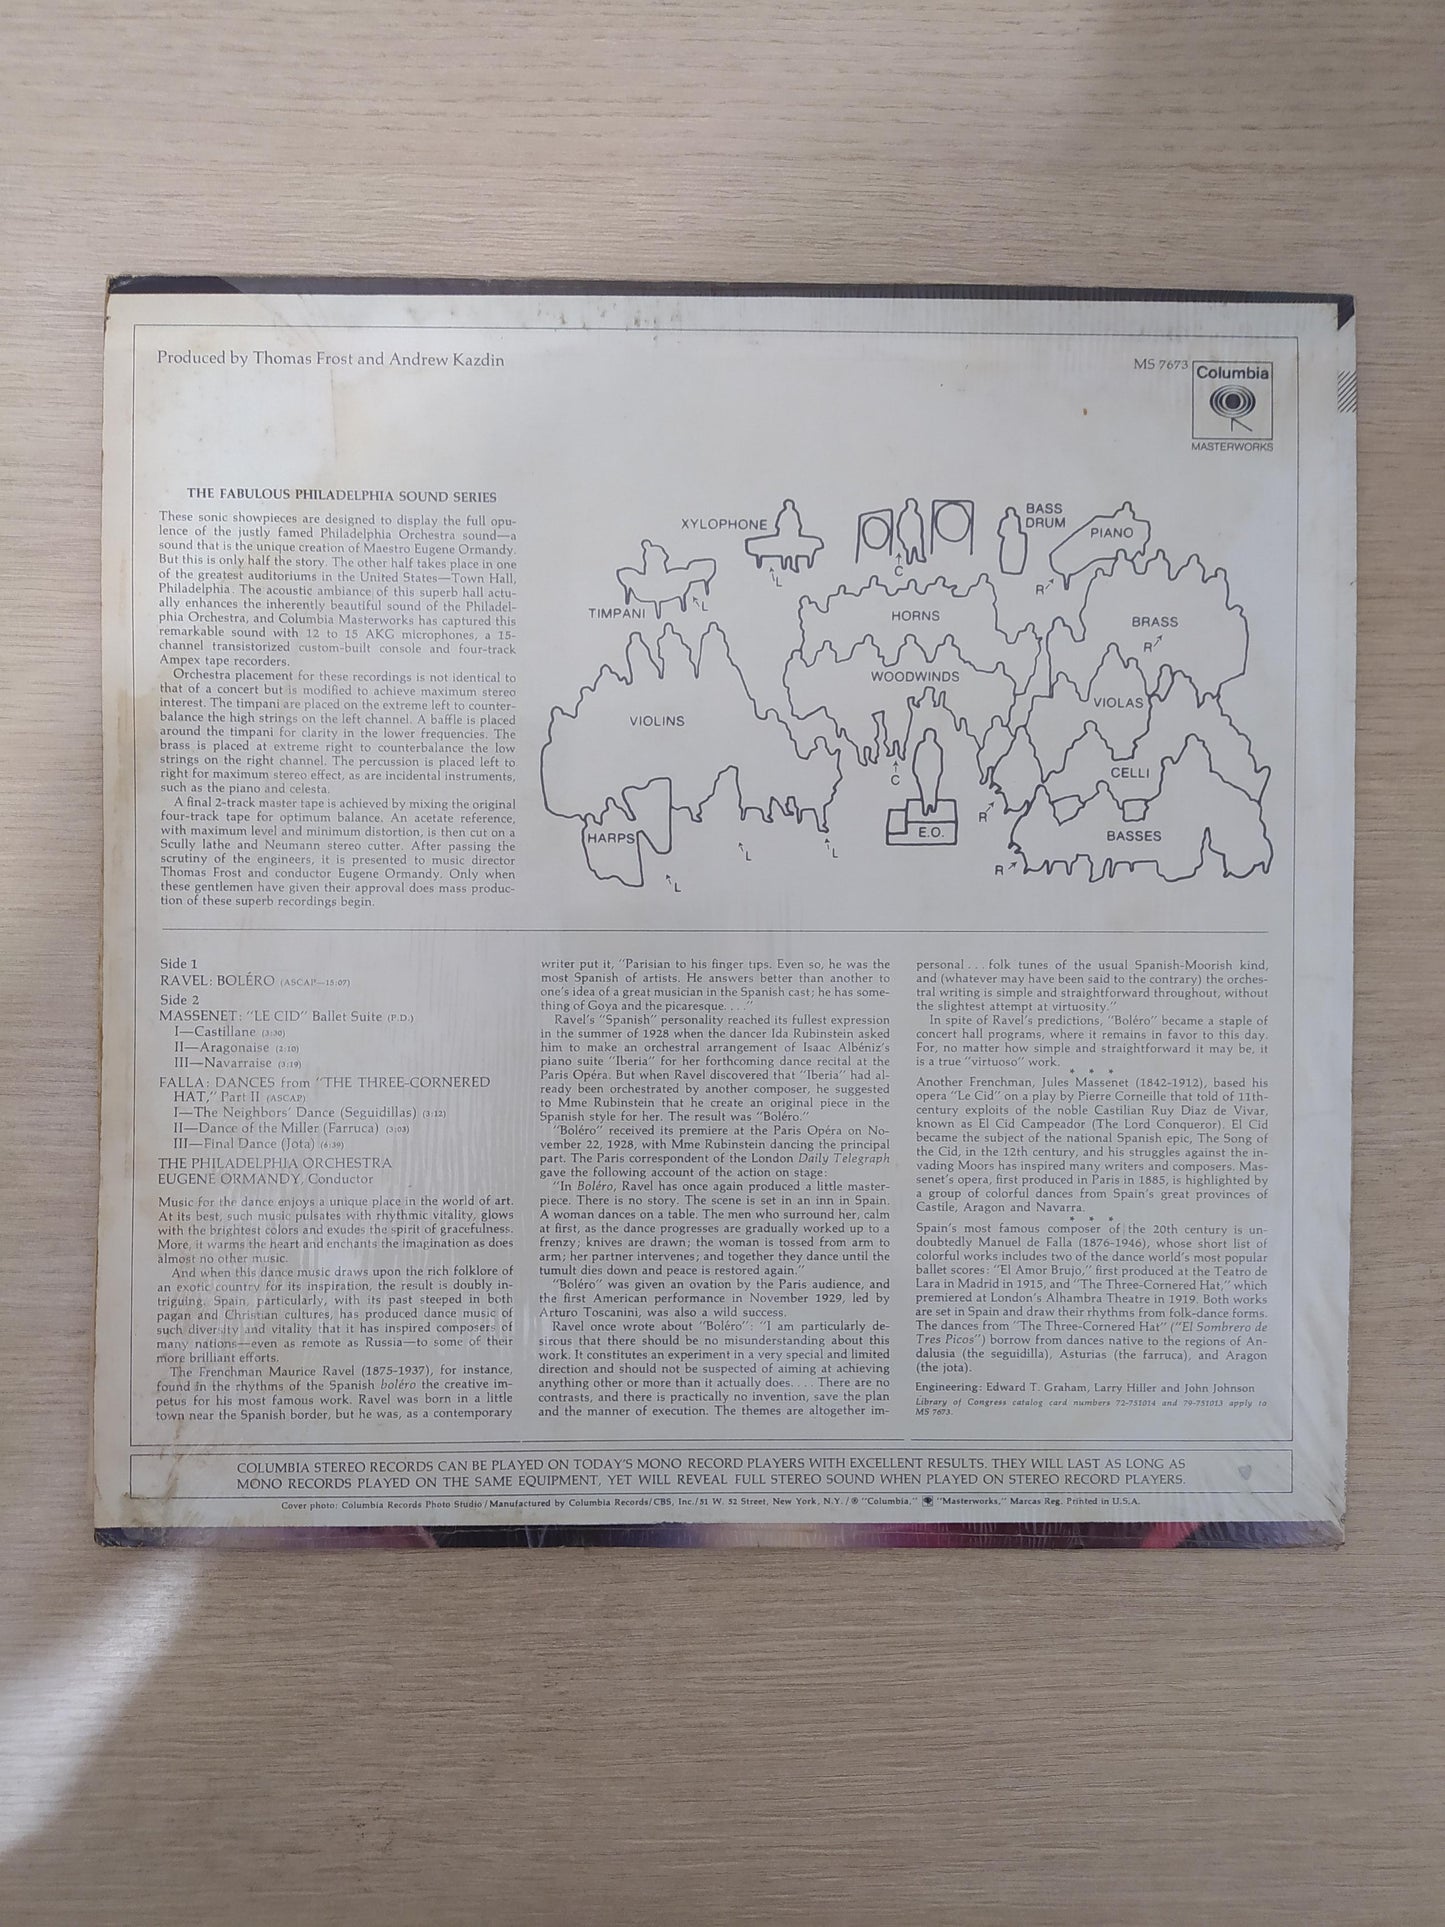 Produced by Thomas Frost and Andrew Kazdin
MS 7673
Columbia
MASTERWORKS
THE FABULOUS PHILADELPHIA SOUND SERIES
These sonic showpieces are designed to display the full opu-
lence of the justly famed Philadelphia Orchestra sound—a
sound that is the unique creation of Maestro Eugene Ormandy.
But this is only half the story. The other half takes place in one
of the greatest auditoriums in the United States—Town Hall,
Philadelphia. The acoustic ambiance of this superb hall actu-
ally enhances the inherently beautiful sound of the Philadel-
phia Orchestra, and Columbia Masterworks has captured this
remarkable sound with 12 to 15 AKG microphones, a 15-
channel transistorized custom-built console and four-track
Ampex tape recorders.
Orchestra placement for these recordings is not identical to
that of a concert but is modified to achieve maximum stereo
interest. The timpani are placed on the extreme left to counter-
balance the high strings on the left channel. A baffle is placed
around the timpani for clarity in the lower frequencies. The
brass is placed at extreme right to counterbalance the low
strings on the right channel. The percussion is placed left to
right for maximum stereo effect, as are incidental instruments,
such as the piano and celesta.
A final 2-track master tape is achieved by mixing the original
four-track tape for optimum balance. An acetate reference,
with maximum level and minimum distortion, is then cut on a
Scully lathe and Neumann stereo cutter. After passing the
scrutiny of the engineers, it is presented to music director
Thomas Frost and conductor Eugene Ormandy. Only when
these gentlemen have given their approval does mass produc-
tion of these superb recordings begin.
XYLOPHONE
L
C
BASS
DRUM
PIANO
R
TIMPANI
L
HORNS
BRASS
R
WOODWINDS
VIOLINS
VIOLAS
C
CELLI
R
E.O.
HARPS
BASSES
L
L
R
L
Side 1
RAVEL: BOLÉRO (ASCAP—15:07)
Side 2
MASSENET: "LE CID" Ballet Suite (P.D.)
I—Castillane (3:30)
II—Aragonaise (2:10)
III—Navarraise (3:19)
FALLA: DANCES from "THE THREE-CORNERED
HAT," Part II (ASCAP)
I—The Neighbors' Dance (Seguidillas) (3:12)
II—Dance of the Miller (Farruca) (3:03)
III—Final Dance (Jota) (6:39)
THE PHILADELPHIA ORCHESTRA
EUGENE ORMANDY, Conductor
Music for the dance enjoys a unique place in the world of art.
At its best, such music pulsates with rhythmic vitality, glows
with the brightest colors and exudes the spirit of gracefulness.
More, it warms the heart and enchants the imagination as does
almost no other music.
And when this dance music draws upon the rich folklore of
an exotic country for its inspiration, the result is doubly in-
triguing. Spain, particularly, with its past steeped in both
pagan and Christian cultures, has produced dance music of
such diversity and vitality that it has inspired composers of
many nations—even as remote as Russia—to some of their
more brilliant efforts.
The Frenchman Maurice Ravel (1875-1937), for instance,
found in the rhythms of the Spanish boléro the creative im-
petus for his most famous work. Ravel was born in a little
town near the Spanish border, but he was, as a contemporary
writer put it, "Parisian to his finger tips. Even so, he was the
most Spanish of artists. He answers better than another to
one's idea of a great musician in the Spanish cast; he has some-
thing of Goya and the picaresque. . . ."
Ravel's "Spanish" personality reached its fullest expression
in the summer of 1928 when the dancer Ida Rubinstein asked
him to make an orchestral arrangement of Isaac Albéniz's
piano suite "Iberia" for her forthcoming dance recital at the
Paris Opéra. But when Ravel discovered that "Iberia" had al-
ready been orchestrated by another composer, he suggested
to Mme Rubinstein that he create an original piece in the
Spanish style for her. The result was "Boléro."
"Boléro" received its premiere at the Paris Opéra on No-
vember 22, 1928, with Mme Rubinstein dancing the principal
part. The Paris correspondent of the London Daily Telegraph
gave the following account of the action on stage:
"In Boléro, Ravel has once again produced a little master-
piece. There is no story. The scene is set in an inn in Spain.
A woman dances on a table. The men who surround her, calm
at first, as the dance progresses are gradually worked up to a
frenzy; knives are drawn; the woman is tossed from arm to
arm; her partner intervenes; and together they dance until the
tumult dies down and peace is restored again."
"Boléro" was given an ovation by the Paris audience, and
the first American performance in November 1929, led by
Arturo Toscanini, was also a wild success.
Ravel once wrote about "Boléro": "I am particularly de-
sirous that there should be no misunderstanding about this
work. It constitutes an experiment in a very special and limited
direction and should not be suspected of aiming at achieving
anything other or more than it actually does. . . . There are no
contrasts, and there is practically no invention, save the plan
and the manner of execution. The themes are altogether im-
personal . . . folk tunes of the usual Spanish-Moorish kind,
and (whatever may have been said to the contrary) the orches-
tral writing is simple and straightforward throughout, without
the slightest attempt at virtuosity."
In spite of Ravel's predictions, "Boléro" became a staple of
concert hall programs, where it remains in favor to this day.
For, no matter how simple and straightforward it may be, it
is a true "virtuoso" work.
* * *
Another Frenchman, Jules Massenet (1842-1912), based his
opera "Le Cid" on a play by Pierre Corneille that told of 11th-
century exploits of the noble Castilian Ruy Diaz de Vivar,
known as El Cid Campeador (The Lord Conqueror). El Cid
became the subject of the national Spanish epic, The Song of
the Cid, in the 12th century, and his struggles against the in-
vading Moors has inspired many writers and composers. Mas-
senet's opera, first produced in Paris in 1885, is highlighted by
a group of colorful dances from Spain's great provinces of
Castile, Aragon and Navarra.
* * *
Spain's most famous composer of the 20th century is un-
doubtedly Manuel de Falla (1876-1946), whose short list of
colorful works includes two of the dance world's most popular
ballet scores: "El Amor Brujo," first produced at the Teatro de
Lara in Madrid in 1915, and "The Three-Cornered Hat," which
premiered at London's Alhambra Theatre in 1919. Both works
are set in Spain and draw their rhythms from folk-dance forms.
The dances from "The Three-Cornered Hat" ("El Sombrero de
Tres Picos") borrow from dances native to the regions of An-
dalusia (the seguidilla), Asturias (the farruca), and Aragon
(the jota).
Engineering: Edward T. Graham, Larry Hiller and John Johnson
Library of Congress catalog card numbers 72-751014 and 79-751013 apply to
MS 7673.
COLUMBIA STEREO RECORDS CAN BE PLAYED ON TODAY'S MONO RECORD PLAYERS WITH EXCELLENT RESULTS. THEY WILL LAST AS LONG AS
MONO RECORDS PLAYED ON THE SAME EQUIPMENT, YET WILL REVEAL FULL STEREO SOUND WHEN PLAYED ON STEREO RECORD PLAYERS.
Cover photo: Columbia Records Photo Studio/Manufactured by Columbia Records/CBS, Inc./51 W. 52 Street, New York, N.Y./® "Columbia," "Masterworks," Marcas Reg. Printed in U.S.A.